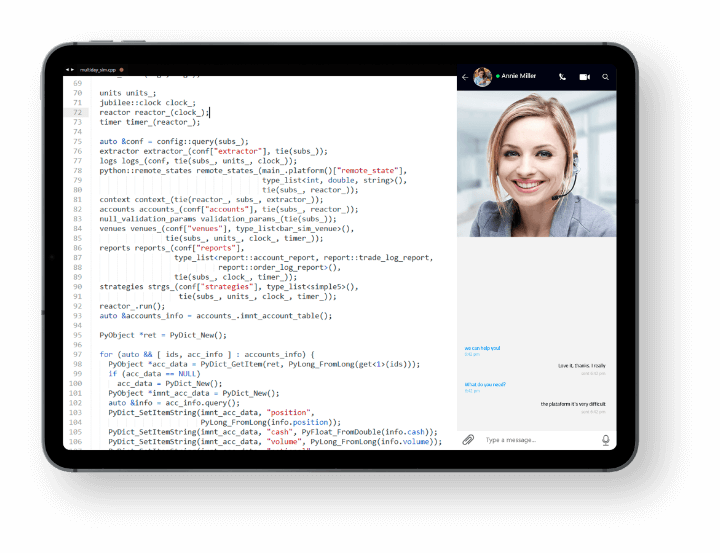 multiday_sim.cpp
69
70 units units_;
71 jubilee::clock clock_;
72 reactor reactor_(clock_);
73 timer timer_(reactor_);
74
75 auto &conf = config::query(subs_);
76 extractor extractor_(conf["extractor"], tie(subs_));
77 logs logs_(conf, tie(subs_, units_, clock_));
78 python::remote_states remote_states_(main_.platform()["remote_state"],
79 type_list<int, double, string>(),
80 tie(subs_, reactor_));
81 context context_(tie(reactor_, subs_, extractor_));
82 accounts accounts_(conf["accounts"], tie(subs_, reactor_));
83 null_validation_params validation_params_(tie(subs_));
84 venues venues_(conf["venues"], type_list<bar_sim_venue>(),
85 tie(subs_, units_, clock_, timer_));
86 reports reports_(conf["reports"],
87 type_list<report::account_report, report::trade_log_report,
88 report::order_log_report>(),
89 tie(subs_, clock_, timer_));
90 strategies strgs_(conf["strategies"], type_list<simple5>(),
91 tie(subs_, units_, clock_, timer_));
92 reactor_.run();
93 auto &accounts_info = accounts_.imnt_account_table();
94
95 PyObject *ret = PyDict_New();
96
97 for (auto && [ ids, acc_info ] : accounts_info) {
98 PyObject *acc_data = PyDict_GetItem(ret, PyLong_FromLong(get<1>(ids)));
99 if (acc_data == NULL)
100 acc_data = PyDict_New();
101 PyObject *imnt_acc_data = PyDict_New();
102 auto &info = acc_info.query();
103 PyDict_SetItemString(imnt_acc_data, "position",
104 PyLong_FromLong(info.position));
105 PyDict_SetItemString(imnt_acc_data, "cash", PyFloat_FromDouble(info.cash));
106 PyDict_SetItemString(imnt_acc_data, "volume", PyLong_FromLong(info.volume));
Annie Miller
we can help you!
Love it, thanks. I really
What do you need?
the plataform it's very difficult
Type a message...